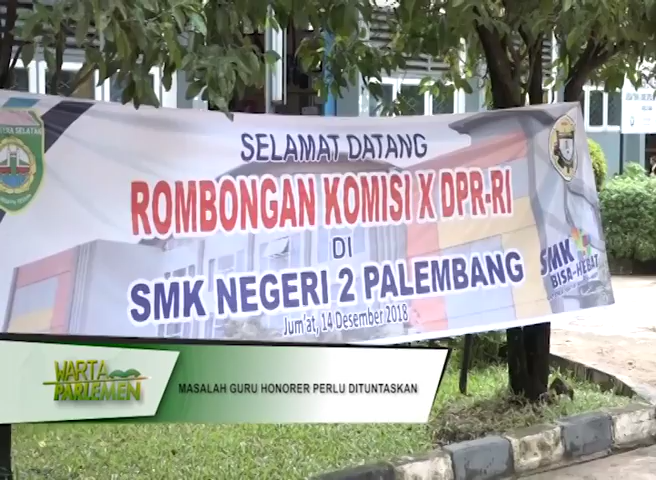 SELAMAT DATANG
ROMBONGAN KOMISI X DPR-RI
DI
SMK NEGERI 2 PALEMBANG
Jum'at, 14 Desember 2018
SMK
BISA-HEBAT
WARTA
PARLEMEN
MASALAH GURU HONORER PERLU DITUNTASKAN